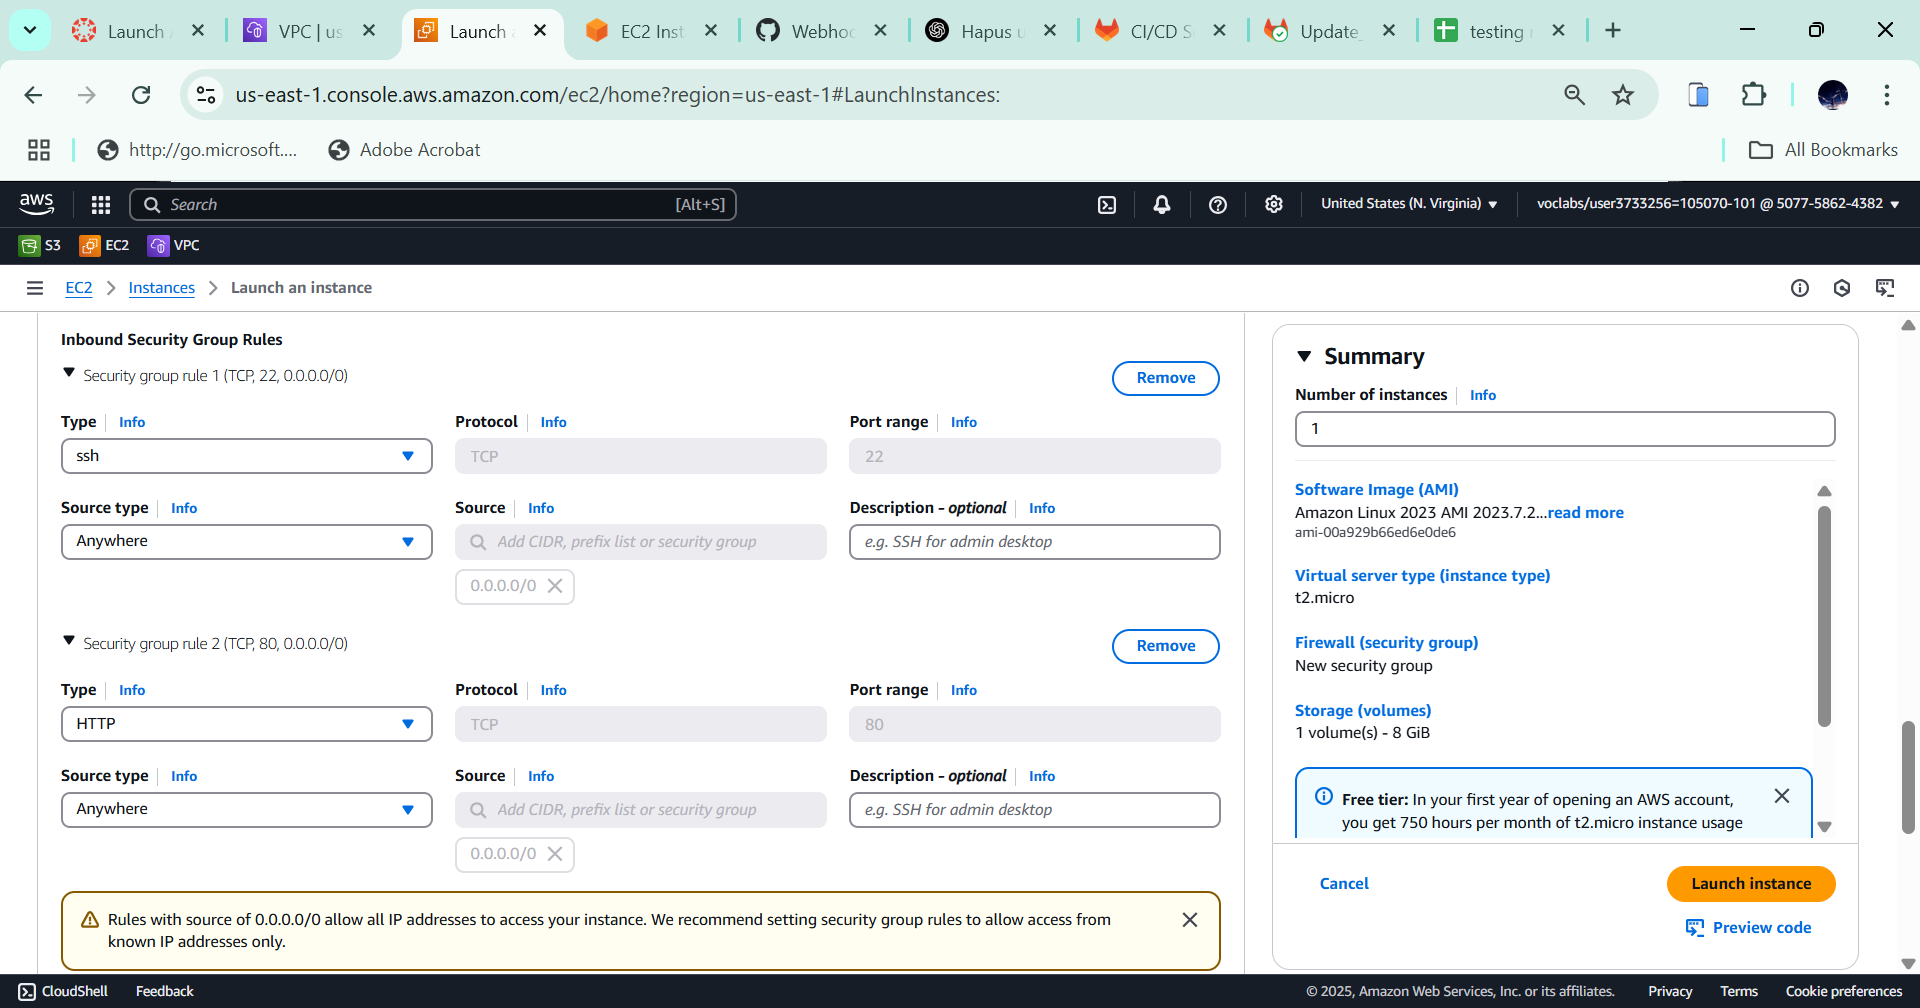 Launch
VPC | us
Launch
EC2 Inst
Webhoo
Hapus u
CI/CD S
Update_
testing
us-east-1.console.aws.amazon.com/ec2/home?region=us-east-1#LaunchInstances:
http://go.microsoft....
Adobe Acrobat
All Bookmarks
aws
Search
[Alt+S]
United States (N. Virginia)
voclabs/user3733256=105070-101 @ 5077-5862-4382
S3
EC2
VPC
EC2 > Instances > Launch an instance
Inbound Security Group Rules
Security group rule 1 (TCP, 22, 0.0.0.0/0)
Remove
Type
Info
Protocol
Info
Port range
Info
ssh
TCP
22
Source type
Info
Source
Info
Description - optional
Info
Anywhere
Add CIDR, prefix list or security group
e.g. SSH for admin desktop
0.0.0.0/0
Security group rule 2 (TCP, 80, 0.0.0.0/0)
Remove
Type
Info
Protocol
Info
Port range
Info
HTTP
TCP
80
Source type
Info
Source
Info
Description - optional
Info
Anywhere
Add CIDR, prefix list or security group
e.g. SSH for admin desktop
0.0.0.0/0
Rules with source of 0.0.0.0/0 allow all IP addresses to access your instance. We recommend setting security group rules to allow access from
known IP addresses only.
Summary
Number of instances
Info
1
Software Image (AMI)
Amazon Linux 2023 AMI 2023.7.2...read more
ami-00a929b66ed6e0de6
Virtual server type (instance type)
t2.micro
Firewall (security group)
New security group
Storage (volumes)
1 volume(s) - 8 GiB
Free tier: In your first year of opening an AWS account,
you get 750 hours per month of t2.micro instance usage
Cancel
Launch instance
Preview code
CloudShell
Feedback
© 2025, Amazon Web Services, Inc. or its affiliates.
Privacy
Terms
Cookie preferences